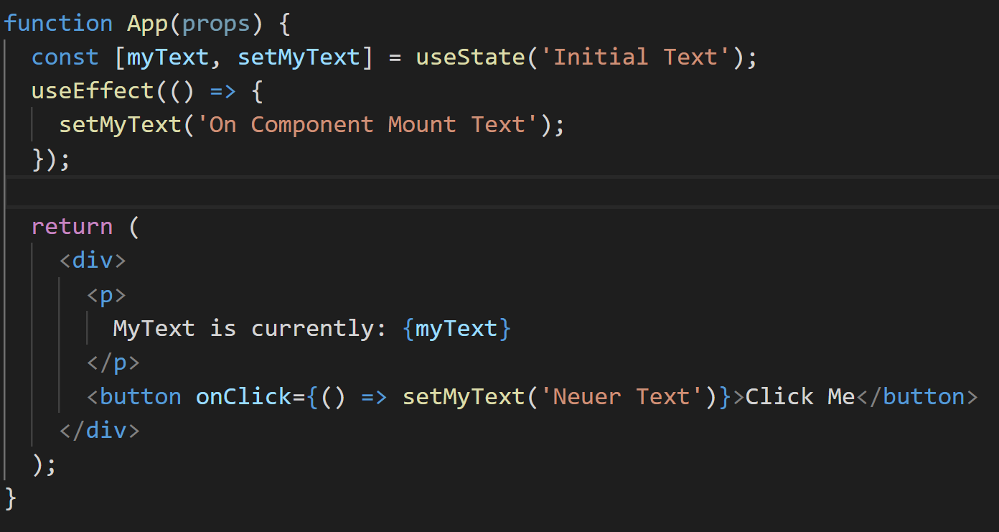 function App(props) {
  const [myText, setMyText] = useState('Initial Text');
  useEffect(() => {
    setMyText('On Component Mount Text');
  });

  return (
    <div>
      <p>
        MyText is currently: {myText}
      </p>
      <button onClick={() => setMyText('Neuer Text')}>Click Me</button>
    </div>
  );
}